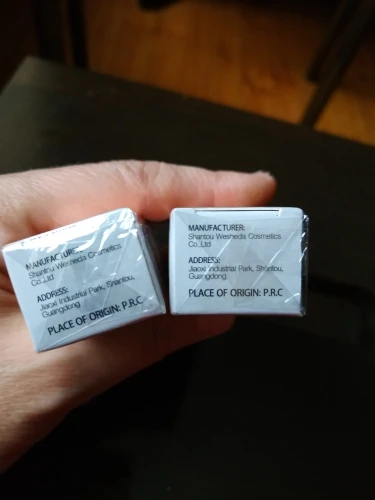 MANUFACTURER:
Shantou Wesheda Cosmetics
Co.,Ltd
ADDRESS:
Jiaoxi Industrial Park, Shantou,
Guangdong
PLACE OF ORIGIN: P.R.C
MANUFACTURER:
Shantou Wesheda Cosmetics
Co.,Ltd
ADDRESS:
Jiaoxi Industrial Park, Shantou,
Guangdong
PLACE OF ORIGIN: P.R.C